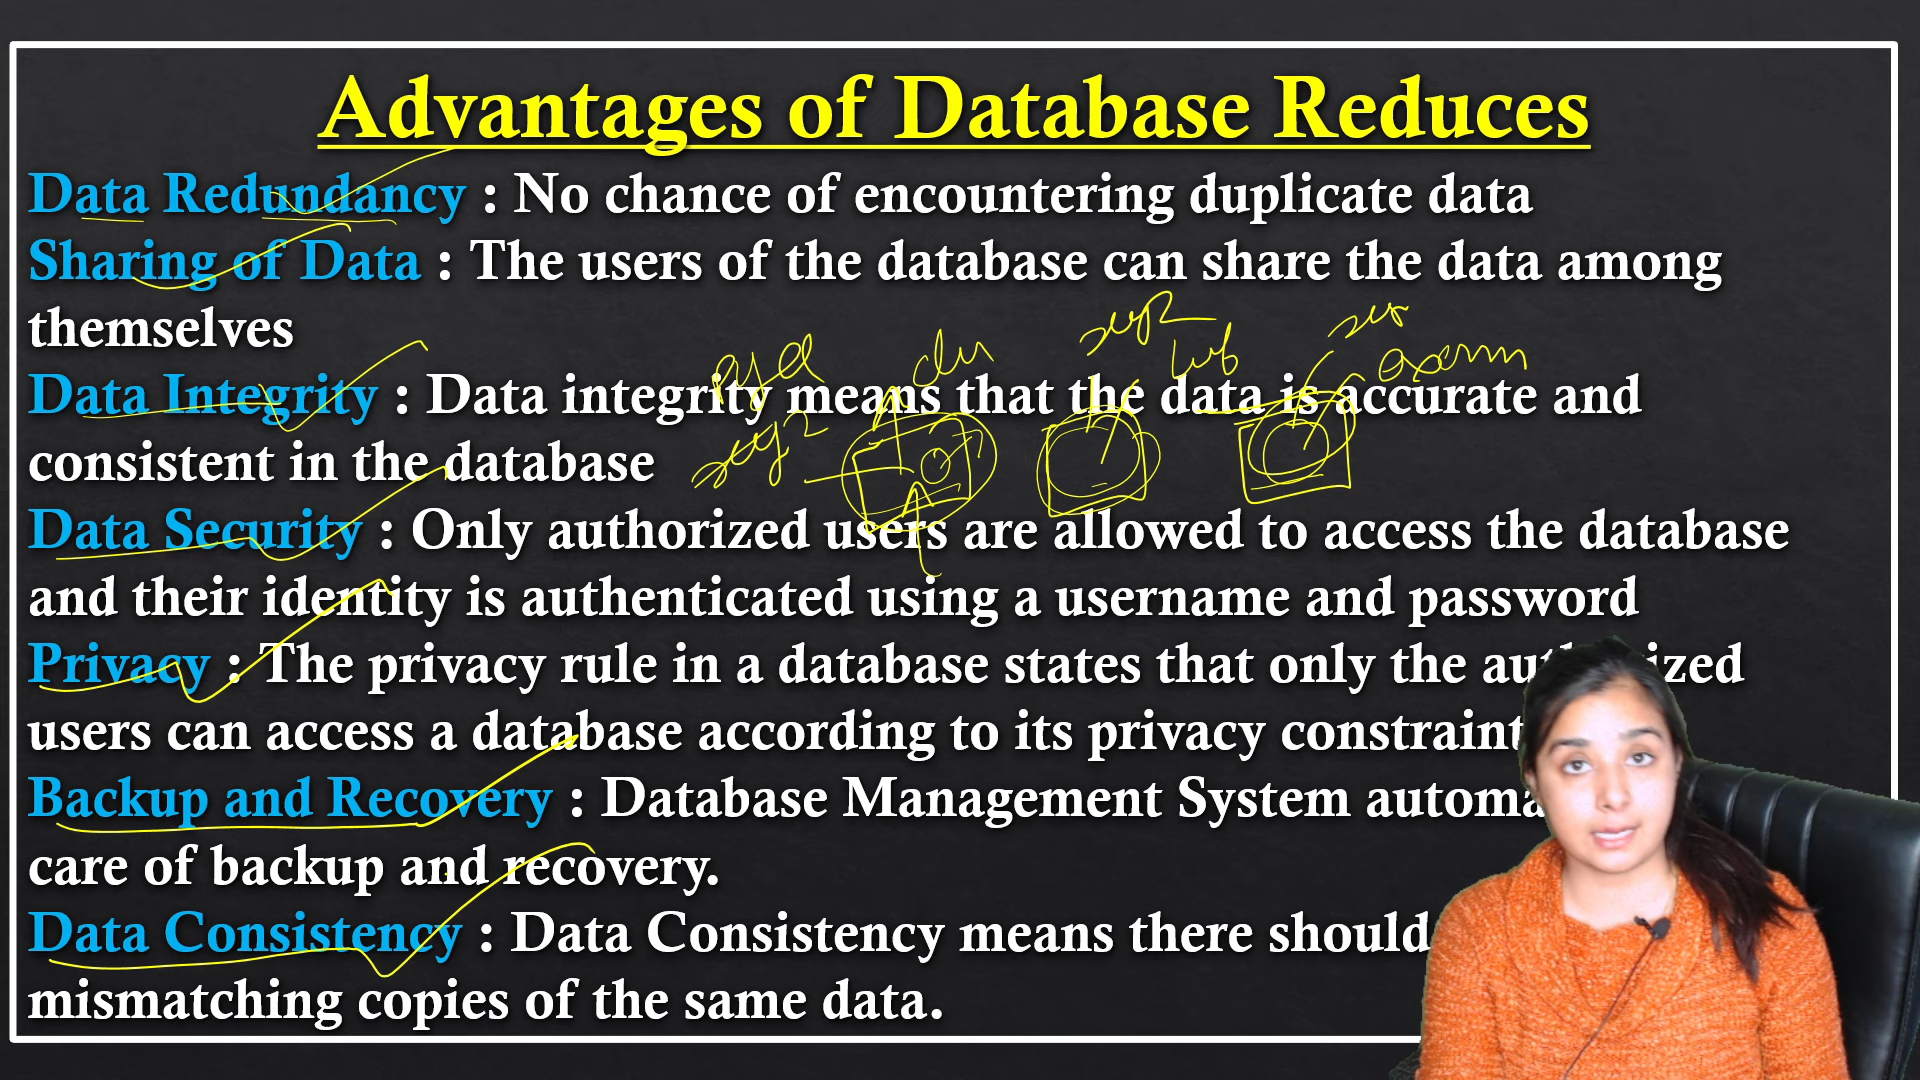 Advantages of Database Reduces
Data Redundancy : No chance of encountering duplicate data
Sharing of Data : The users of the database can share the data among
themselves
Data Integrity : Data integrity means that the data is accurate and
consistent in the database
Data Security : Only authorized users are allowed to access the database
and their identity is authenticated using a username and password
Privacy : The privacy rule in a database states that only the authorized
users can access a database according to its privacy
Backup and Recovery : Database Management System
care of backup and recovery.
Data Consistency : Data Consistency means there should
mismatching copies of the same data.